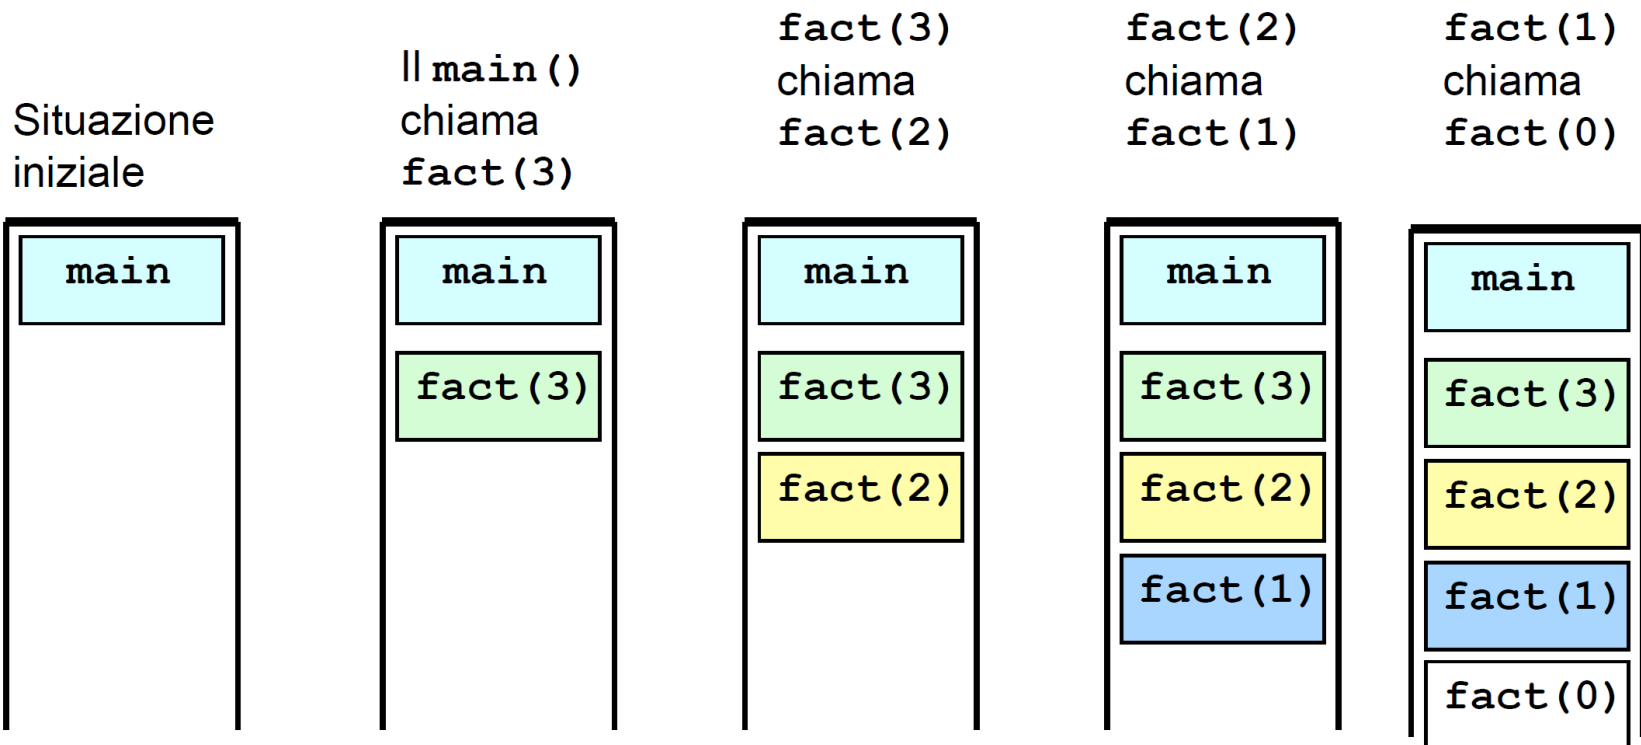 Situazione
iniziale
main
Il main()
chiama
fact(3)
main
fact(3)
fact(3)
chiama
fact(2)
main
fact(3)
fact(2)
fact(2)
chiama
fact(1)
main
fact(3)
fact(2)
fact(1)
fact(1)
chiama
fact(0)
main
fact(3)
fact(2)
fact(1)
fact(0)